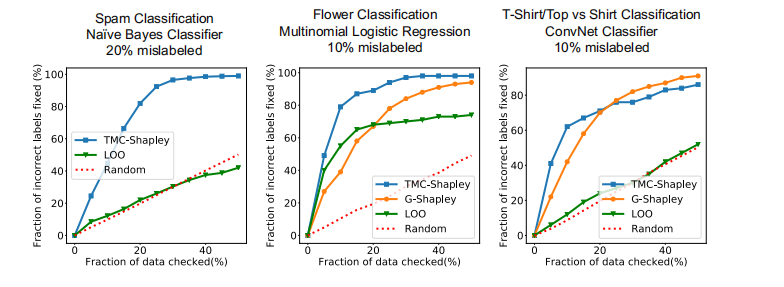 Spam Classification
Naïve Bayes Classifier
20% mislabeled
Fraction of incorrect labels fixed (%)
100
80
60
40
20
0
TMC-Shapley
LOO
Random
0
20
40
Fraction of data checked(%)
Flower Classification
Multinomial Logistic Regression
10% mislabeled
Fraction of incorrect labels fixed (%)
100
80
60
40
20
0
TMC-Shapley
G-Shapley
LOO
Random
0
20
40
Fraction of data checked(%)
T-Shirt/Top vs Shirt Classification
ConvNet Classifier
10% mislabeled
Fraction of incorrect labels fixed (%)
80
60
40
20
0
TMC-Shapley
G-Shapley
LOO
Random
0
20
40
Fraction of data checked(%)